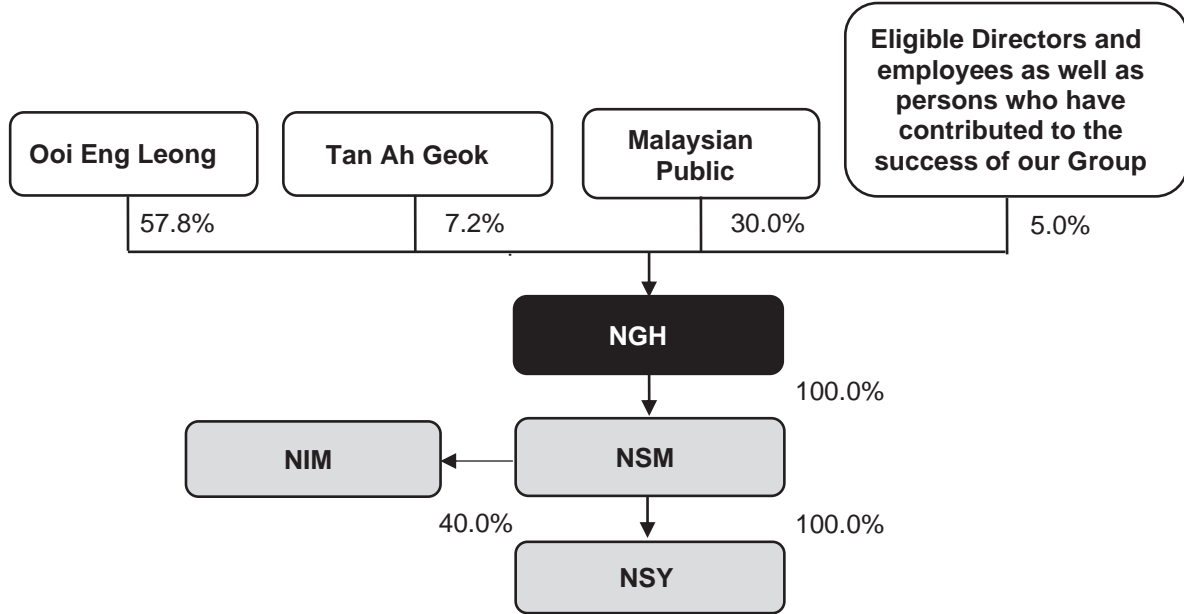 Eligible Directors and
employees as well as
persons who have
contributed to the
success of our Group
Ooi Eng Leong
Tan Ah Geok
Malaysian
Public
57.8%
7.2%
30.0%
5.0%
NGH
100.0%
NIM
NSM
40.0%
100.0%
NSY